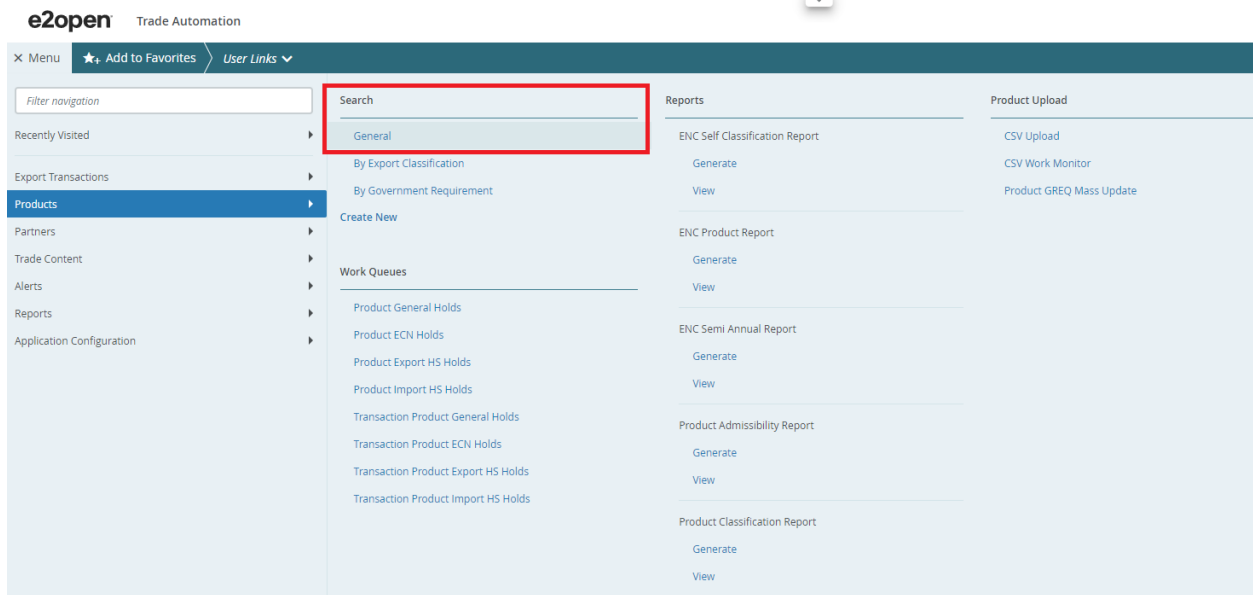 e2open Trade Automation
Menu Add to Favorites User Links
Filter navigation
Recently Visited
Export Transactions
Products
Partners
Trade Content
Alerts
Reports
Application Configuration
Search
General
By Export Classification
By Government Requirement
Create New
Work Queues
Product General Holds
Product ECN Holds
Product Export HS Holds
Product Import HS Holds
Transaction Product General Holds
Transaction Product ECN Holds
Transaction Product Export HS Holds
Transaction Product Import HS Holds
Reports
ENC Self Classification Report
Generate
View
ENC Product Report
Generate
View
ENC Semi Annual Report
Generate
View
Product Admissibility Report
Generate
View
Product Classification Report
Generate
View
Product Upload
CSV Upload
CSV Work Monitor
Product GREQ Mass Update